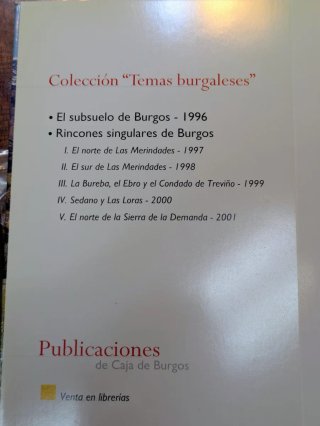 Colección "Temas burgaleses"
• El subsuelo de Burgos - 1996
• Rincones singulares de Burgos
I. El norte de Las Merindades - 1997
II. El sur de Las Merindades - 1998
III. La Bureba, el Ebro y el Condado de Treviño - 1999
IV. Sedano y Las Loras - 2000
V. El norte de la Sierra de la Demanda - 2001
Publicaciones
de Caja de Burgos
Venta en librerías